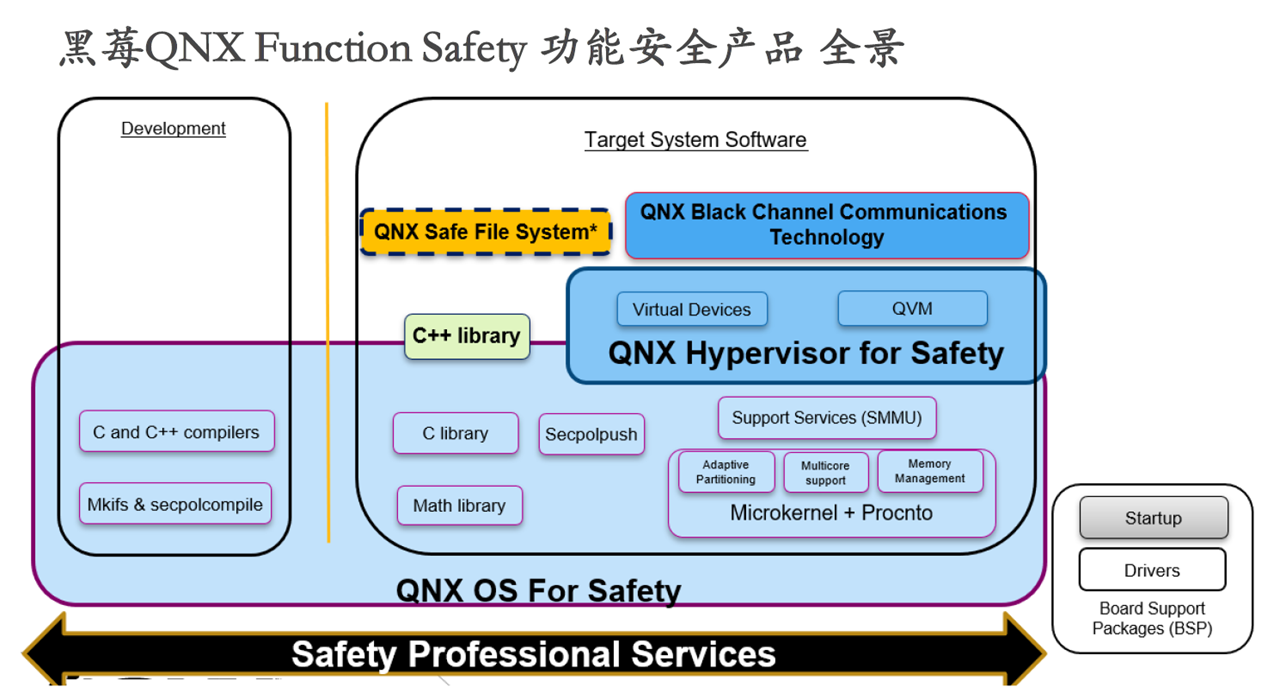 黑莓QNX Function Safety 功能安全产品 全景
Development
Target System Software
QNX Safe File System*
QNX Black Channel Communications
Technology
Virtual Devices
QVM
QNX Hypervisor for Safety
C++ library
C and C++ compilers
Mkifs & secpolcompile
C library
Secpolpush
Math library
Support Services (SMMU)
Adaptive
Partitioning
Multicore
support
Memory
Management
Microkernel + Procnto
QNX OS For Safety
Startup
Drivers
Board Support
Packages (BSP)
Safety Professional Services